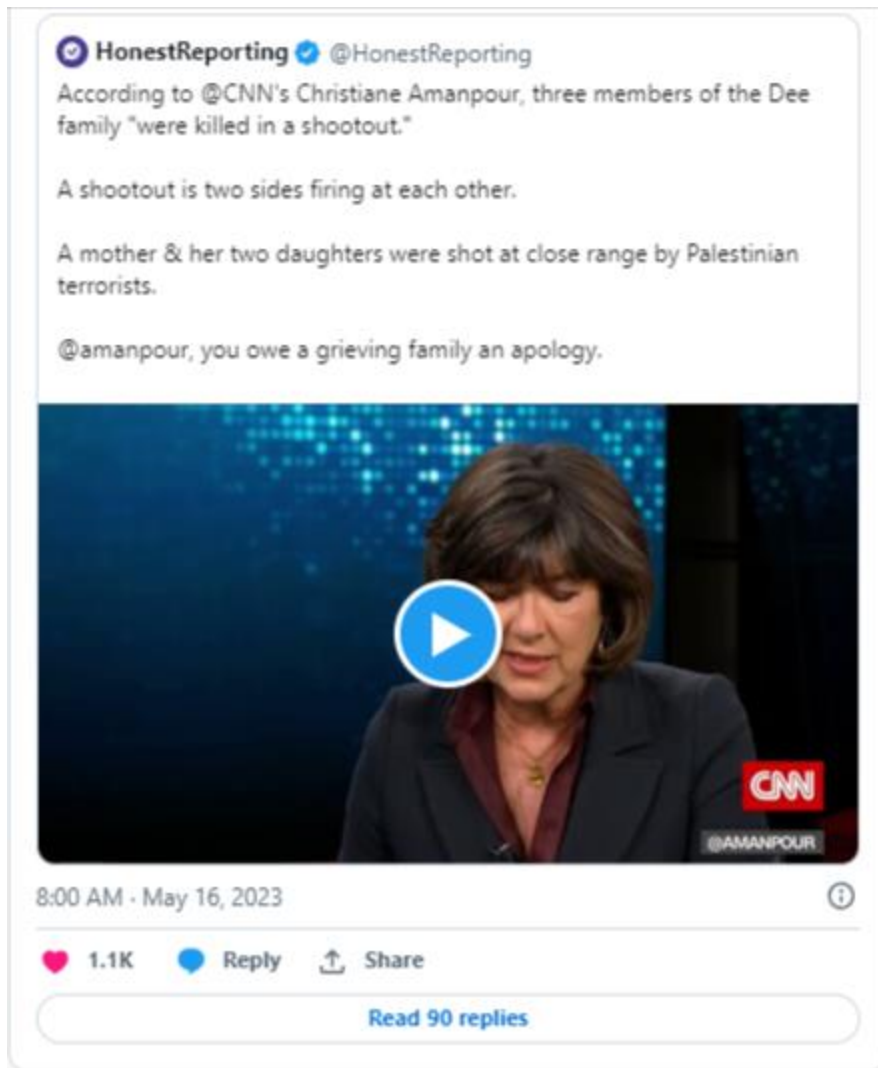 HonestReporting @HonestReporting
According to @CNN's Christiane Amanpour, three members of the Dee
family "were killed in a shootout."
A shootout is two sides firing at each other.
A mother & her two daughters were shot at close range by Palestinian
terrorists.
@amanpour, you owe a grieving family an apology.
CNN
@AMANPOUR
8:00 AM · May 16, 2023
1.1K Reply Share
Read 90 replies